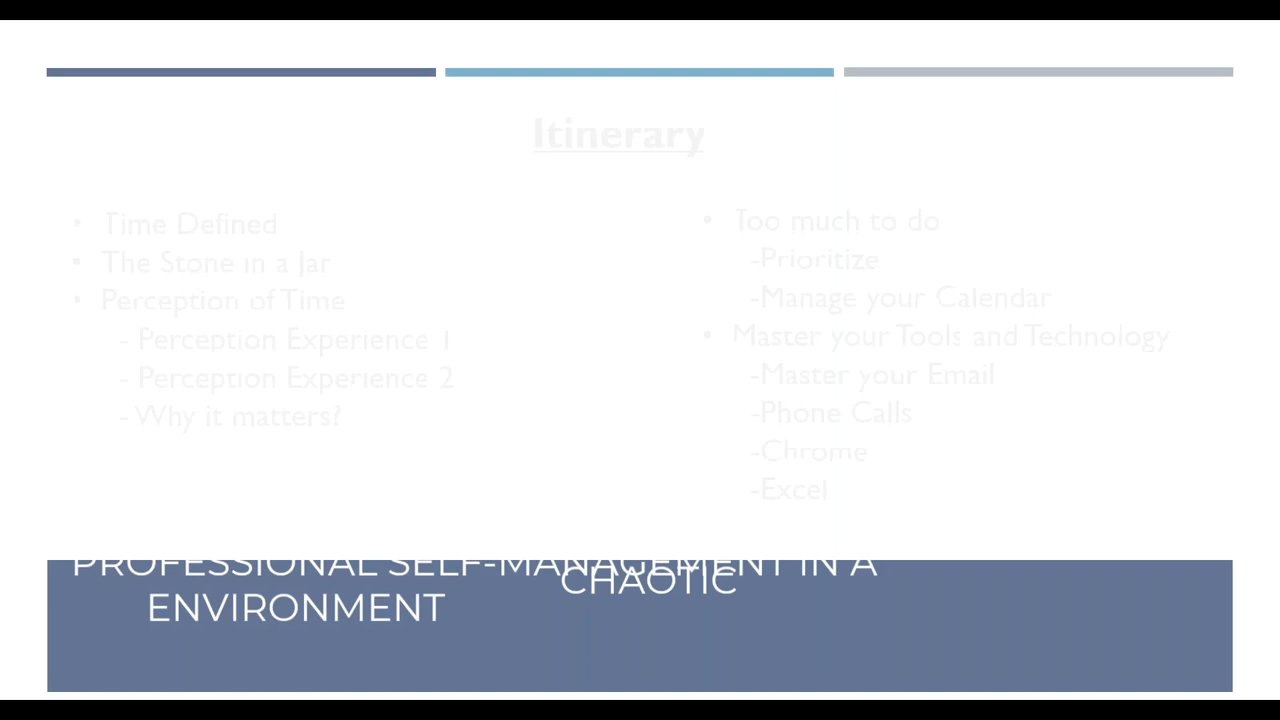 Itinerary
• Time Defined
• The Stone in a Jar
• Perception of Time
- Perception Experience 1
- Perception Experience 2
- Why it matters?
• Too much to do
-Prioritize
-Manage your Calendar
• Master your Tools and Technology
-Master your Email
-Phone Calls
-Chrome
-Excel
PROFESSIONAL SELF-MANAGEMENT IN A
CHAOTIC
ENVIRONMENT